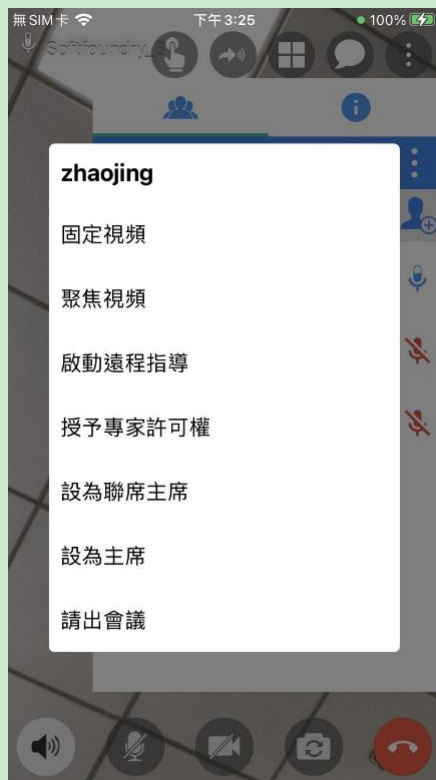 無SIM卡
下午3:25
100%
Softfoundry_S
zhaojing
固定視頻
聚焦視頻
啟動遠程指導
授予專家許可權
設為聯席主席
設為主席
請出會議